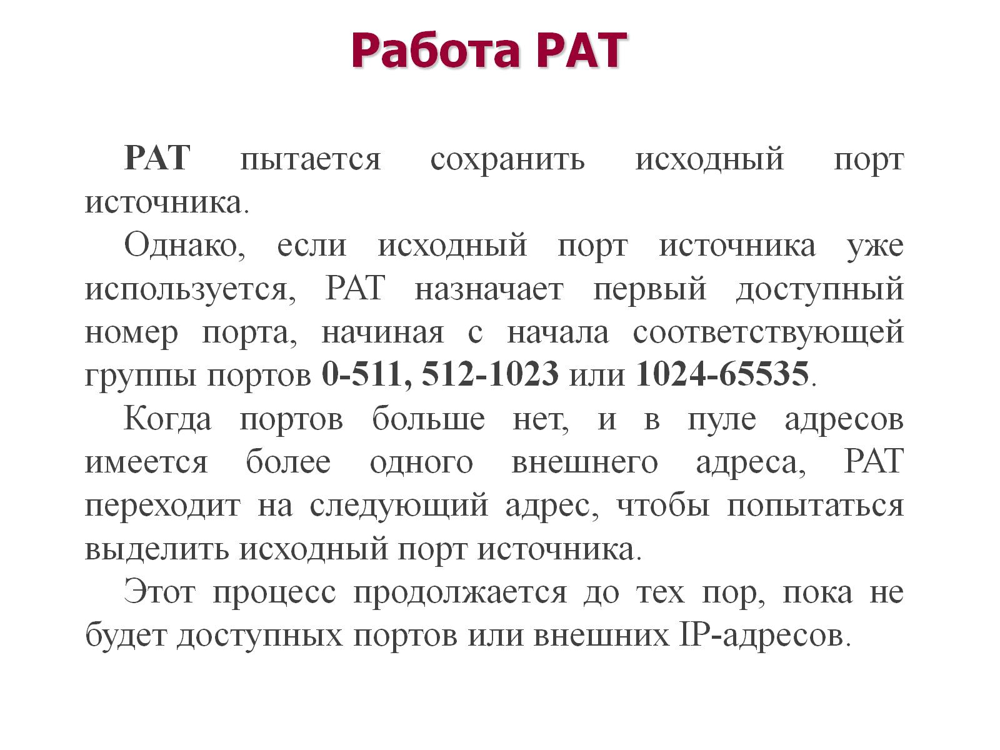 Работа PAT
PAT пытается сохранить исходный порт
источника.
Однако, если исходный порт источника уже
используется, PAT назначает первый доступный
номер порта, начиная с начала соответствующей
группы портов 0-511, 512-1023 или 1024-65535.
Когда портов больше нет, и в пуле адресов
имеется более одного внешнего адреса, PAT
переходит на следующий адрес, чтобы попытаться
выделить исходный порт источника.
Этот процесс продолжается до тех пор, пока не
будет доступных портов или внешних IP-адресов.